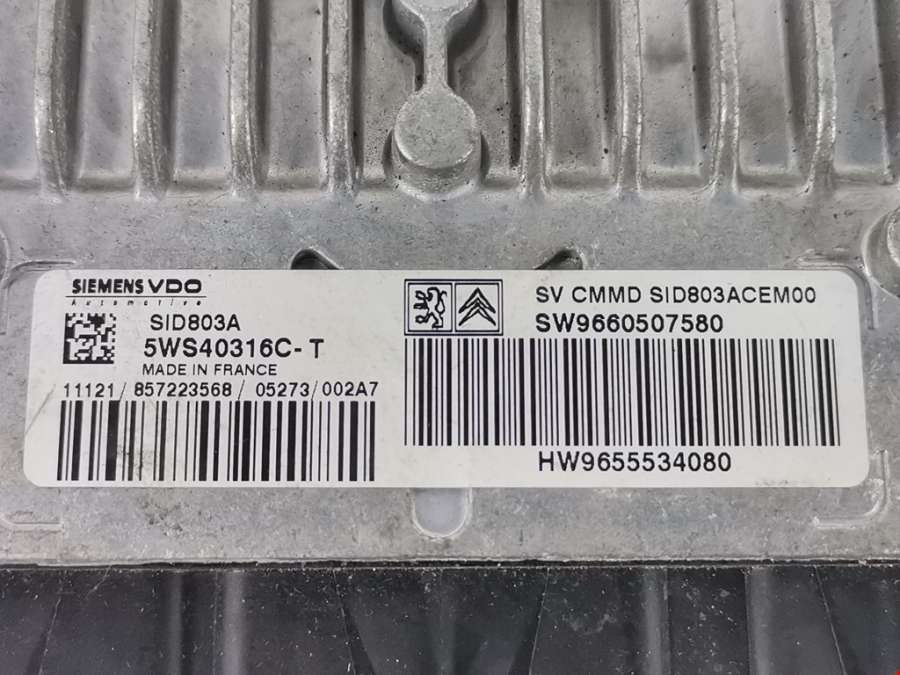 SIEMENS VDO
Automotive
SID803A
5WS40316C-T
MADE IN FRANCE
11121/857223568/05273/002A7
SV CMMD SID803ACEM00
SW9660507580
HW9655534080